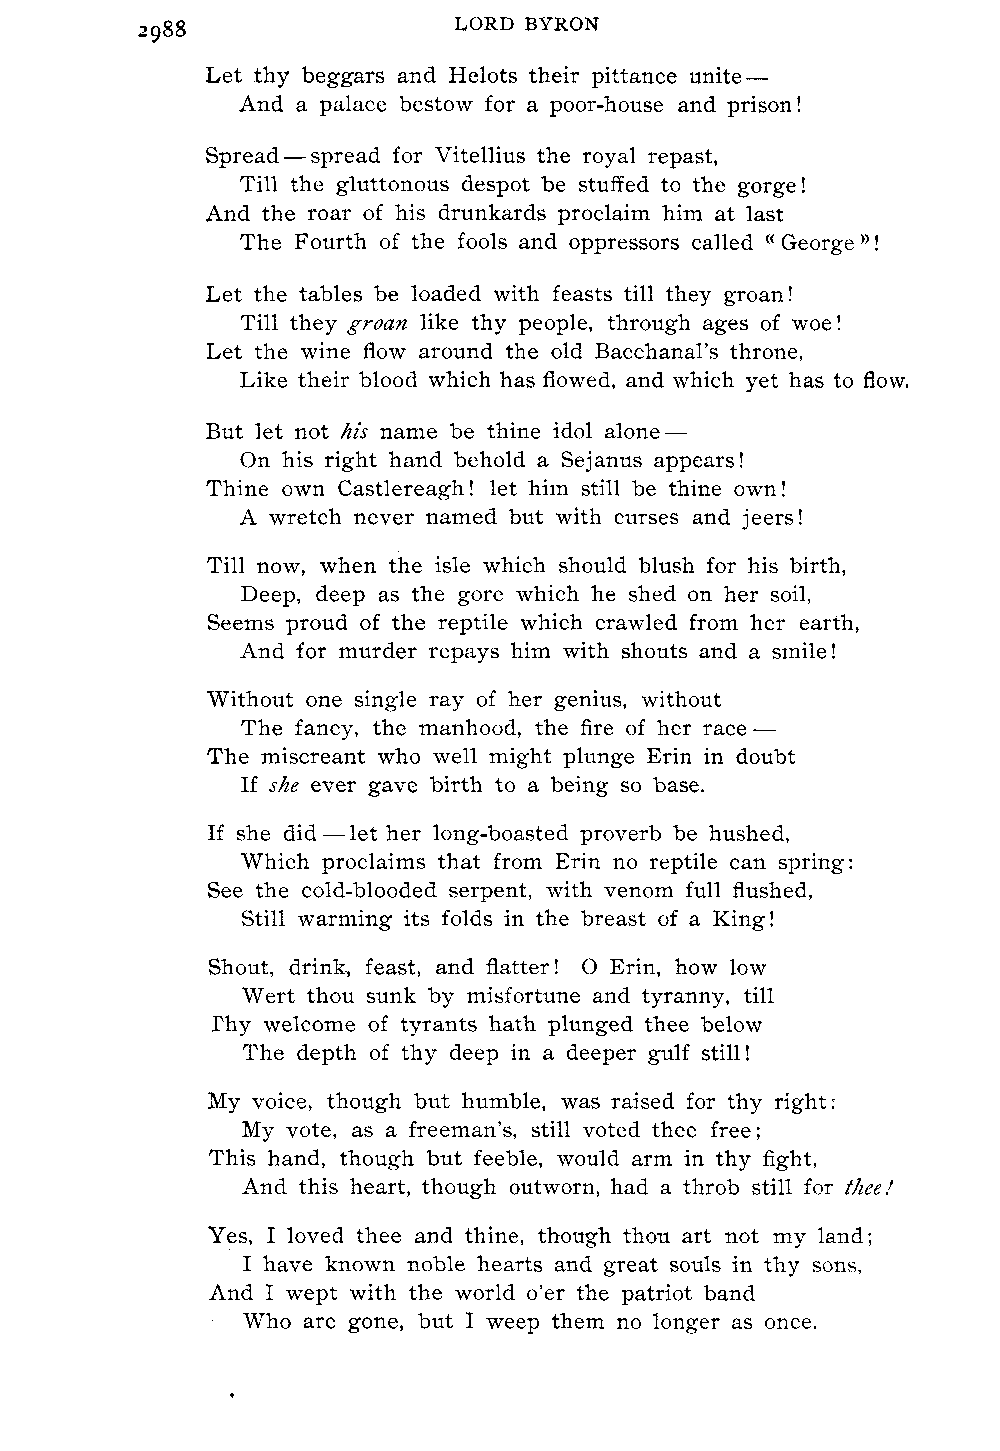 2988
LORD BYRON
Let thy beggars and Helots their pittance unite—
And a palace bestow for a poor-house and prison!
Spread—spread for Vitellius the royal repast,
Till the gluttonous despot be stuffed to the gorge!
And the roar of his drunkards proclaim him at last
The Fourth of the fools and oppressors called « George »!
Let the tables be loaded with feasts till they groan!
Till they groan like thy people, through ages of woe!
Let the wine flow around the old Bacchanal's throne,
Like their blood which has flowed, and which yet has to flow.
But let not his name be thine idol alone—
On his right hand behold a Sejanus appears!
Thine own Castlereagh! let him still be thine own!
A wretch never named but with curses and jeers!
Till now, when the isle which should blush for his birth,
Deep, deep as the gore which he shed on her soil,
Seems proud of the reptile which crawled from her earth,
And for murder repays him with shouts and a smile!
Without one single ray of her genius, without
The fancy, the manhood, the fire of her race—
The miscreant who well might plunge Erin in doubt
If she ever gave birth to a being so base.
If she did—let her long-boasted proverb be hushed,
Which proclaims that from Erin no reptile can spring:
See the cold-blooded serpent, with venom full flushed,
Still warming its folds in the breast of a King!
Shout, drink, feast, and flatter! O Erin, how low
Wert thou sunk by misfortune and tyranny, till
Thy welcome of tyrants hath plunged thee below
The depth of thy deep in a deeper gulf still!
My voice, though but humble, was raised for thy right:
My vote, as a freeman's, still voted thee free;
This hand, though but feeble, would arm in thy fight,
And this heart, though outworn, had a throb still for thee!
Yes, I loved thee and thine, though thou art not my land;
I have known noble hearts and great souls in thy sons,
And I wept with the world o'er the patriot band
Who are gone, but I weep them no longer as once.